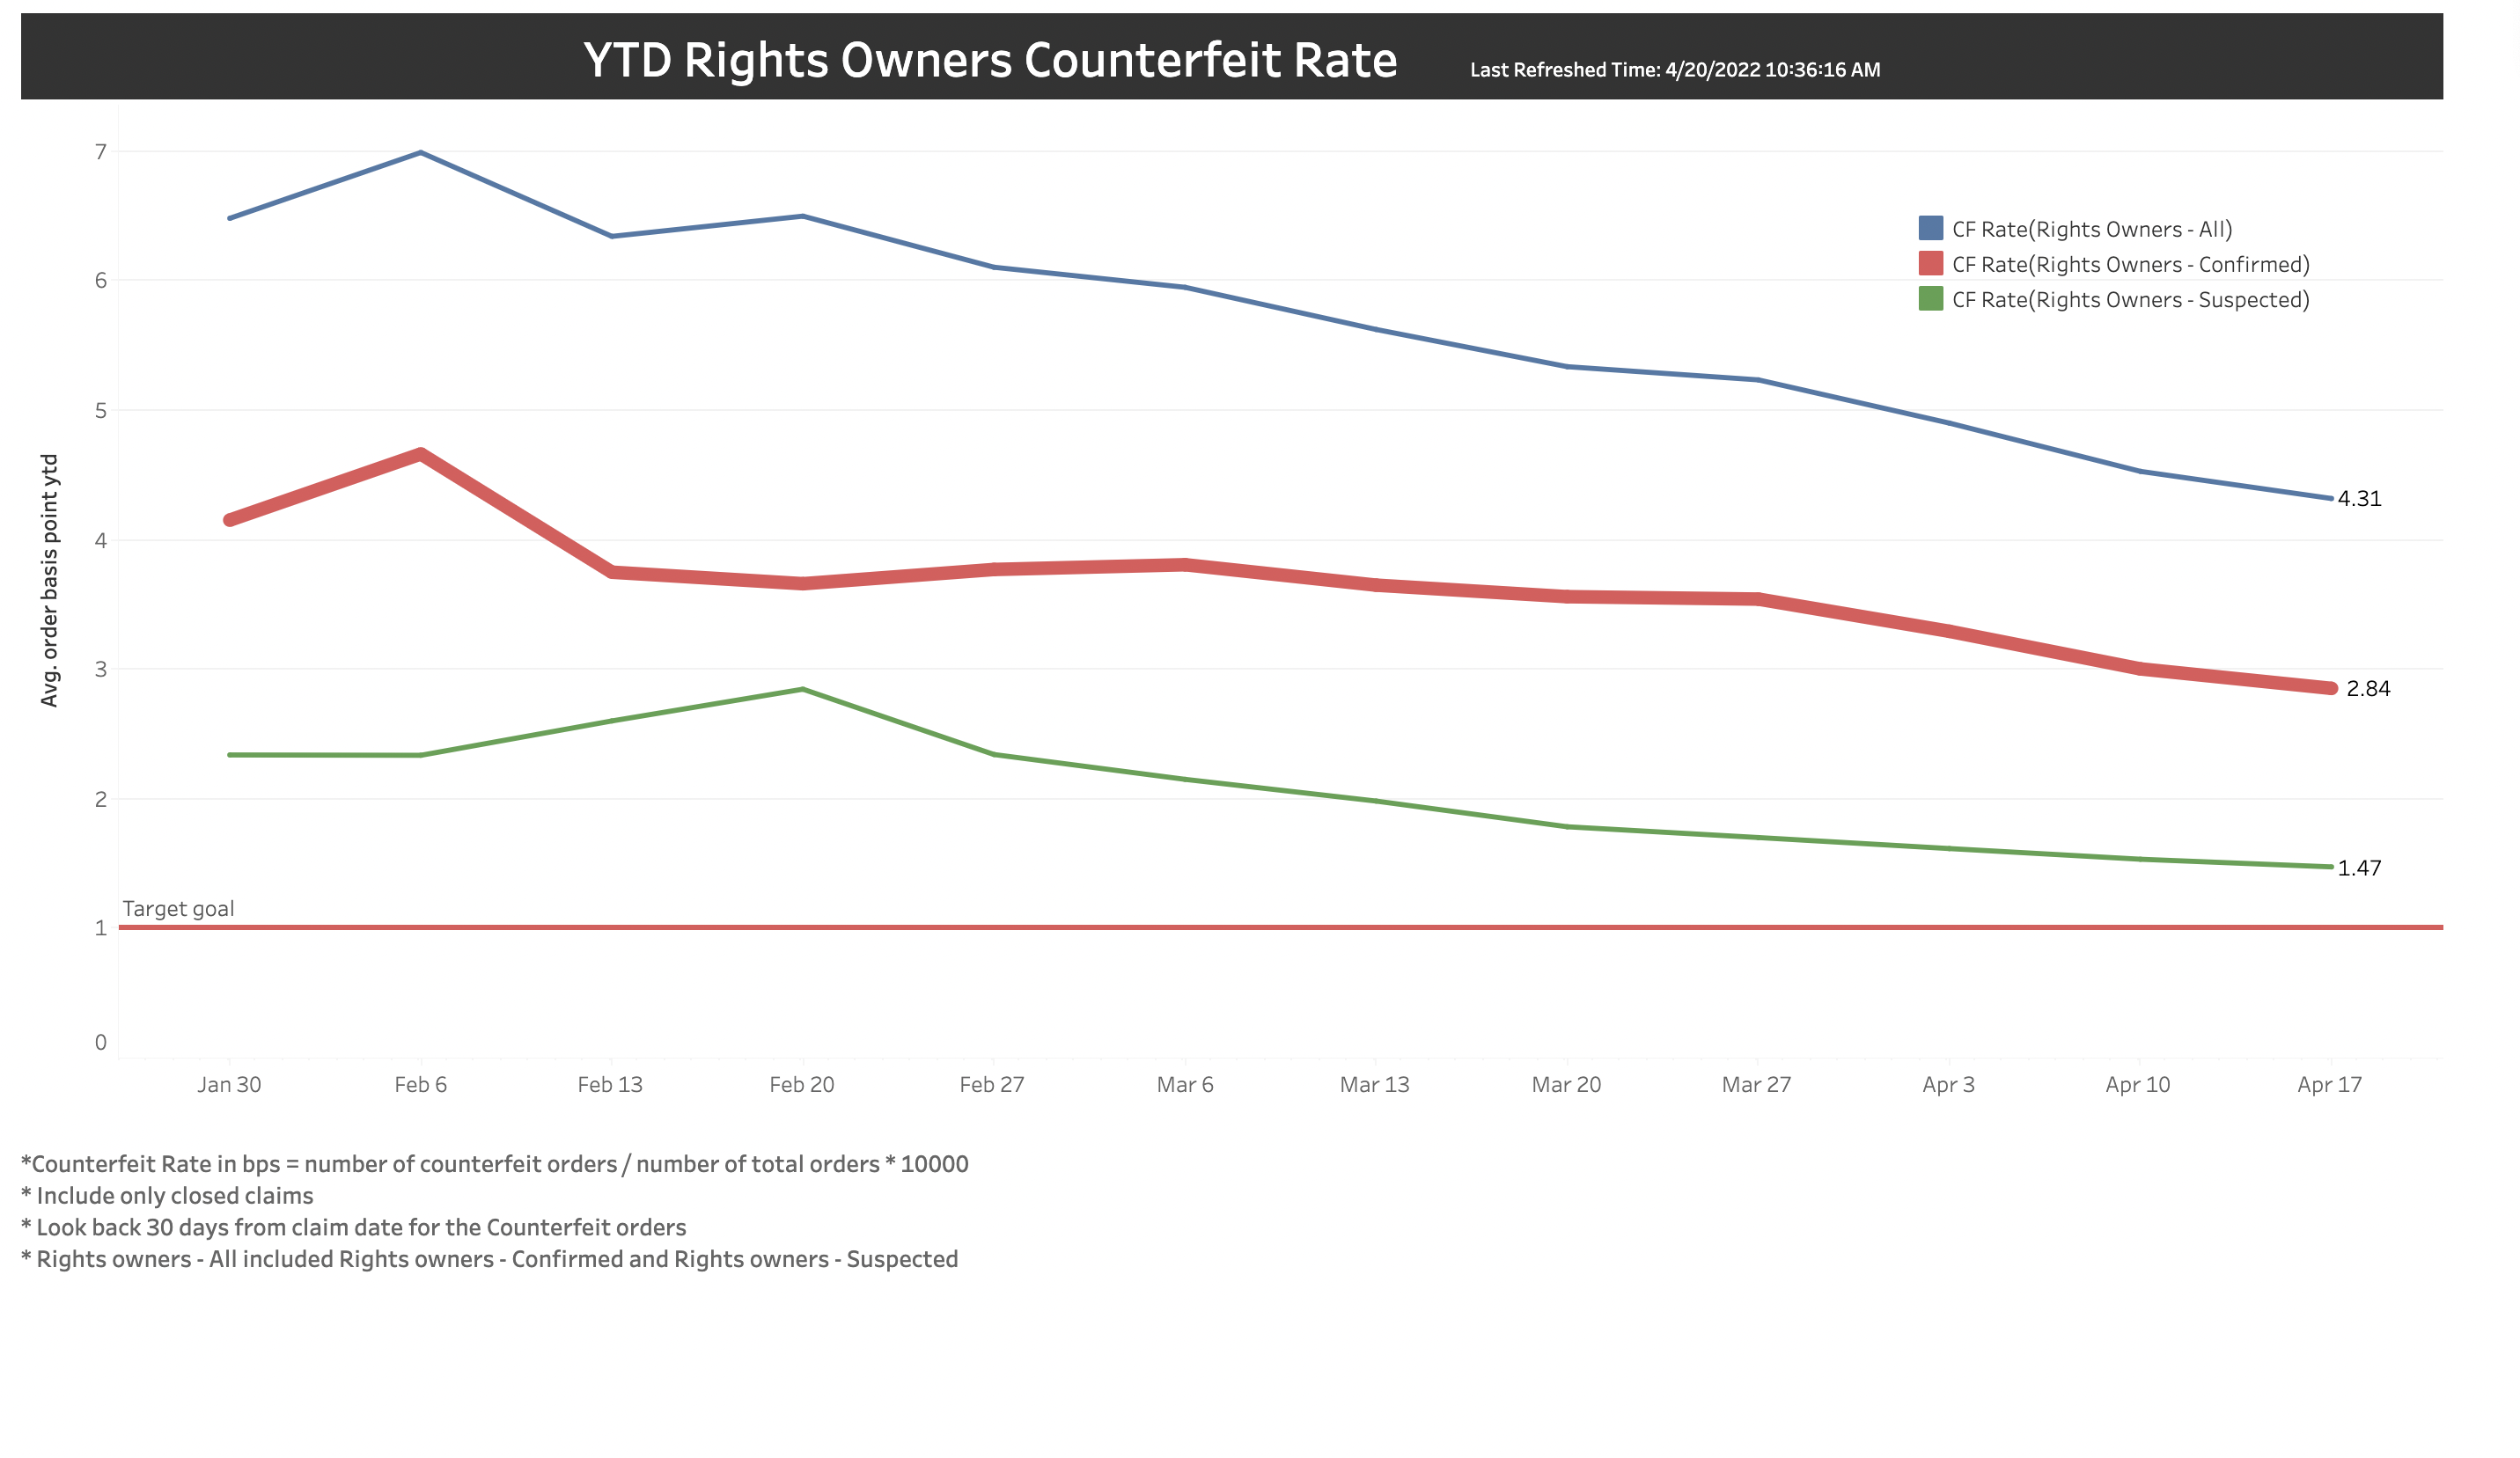 YTD Rights Owners Counterfeit Rate
Last Refreshed Time: 4/20/2022 10:36:16 AM
7
CF Rate(Rights Owners - All)
CF Rate(Rights Owners - Confirmed)
CF Rate(Rights Owners - Suspected)
6
5
4.31
Avg. order basis point ytd
4
3
2.84
2
1.47
Target goal
1
0
Jan 30 Feb 6 Feb 13 Feb 20 Feb 27 Mar 6 Mar 13 Mar 20 Mar 27 Apr 3 Apr 10 Apr 17
*Counterfeit Rate in bps = number of counterfeit orders / number of total orders * 10000
* Include only closed claims
* Look back 30 days from claim date for the Counterfeit orders
* Rights owners - All included Rights owners - Confirmed and Rights owners - Suspected